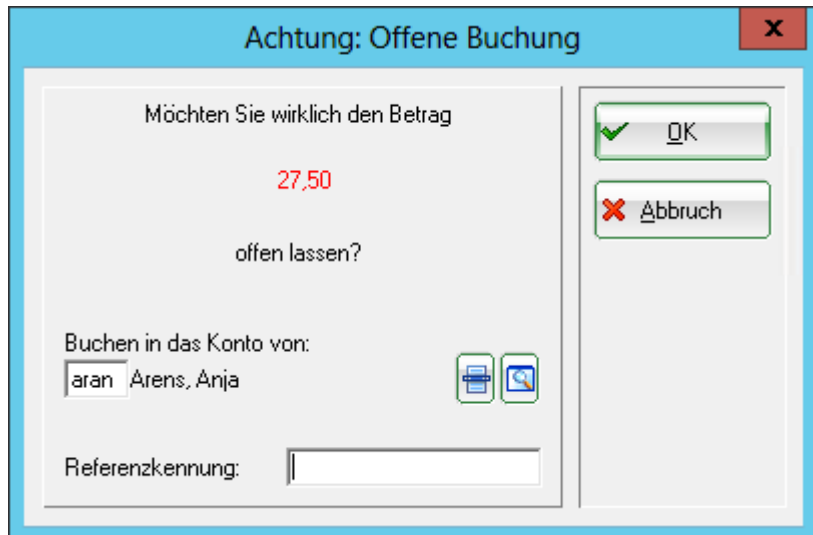 Achtung: Offene Buchung
x
Möchten Sie wirklich den Betrag
27,50
offen lassen?
Buchen in das Konto von:
aran Arens, Anja
Referenzkennung:
OK
Abbruch